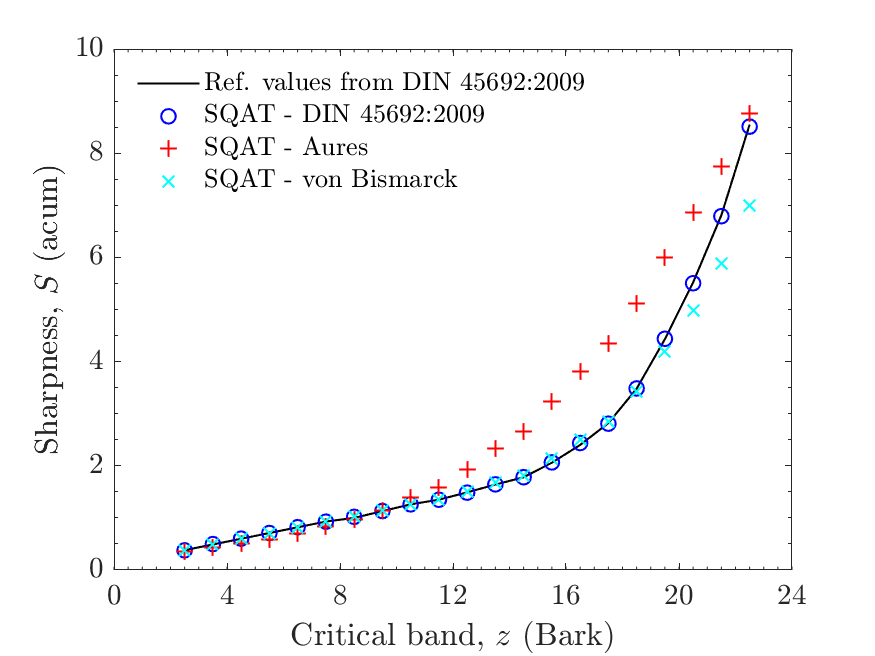 10
8
6
4
2
0
Sharpness, S (acum)
Ref. values from DIN 45692:2009
SQAT - DIN 45692:2009
SQAT - Aures
SQAT - von Bismarck
0 4 8 12 16 20 24
Critical band, z (Bark)